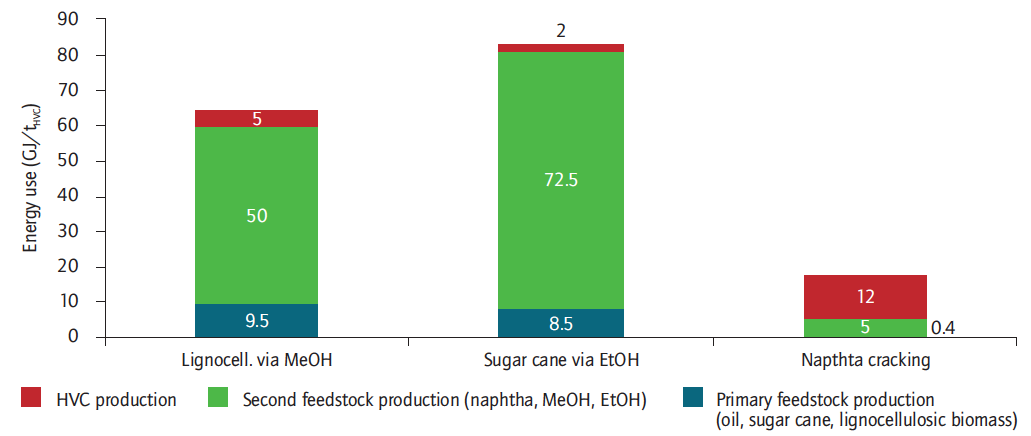 90
80
70
60
50
40
30
20
10
0
Energy use (GJ/tHVC)
5
50
9.5
2
72.5
8.5
12
5
0.4
Lignocell. via MeOH
Sugar cane via EtOH
Napthta cracking
HVC production
Second feedstock production (naphtha, MeOH, EtOH)
Primary feedstock production
(oil, sugar cane, lignocellulosic biomass)